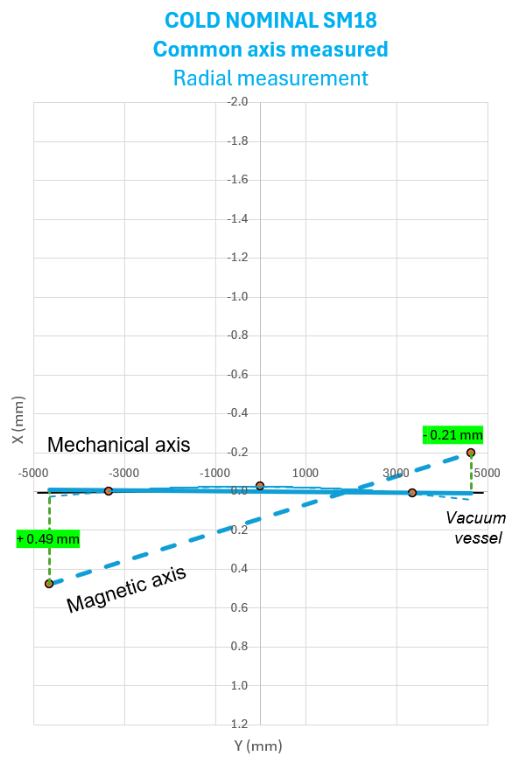 COLD NOMINAL SM18
Common axis measured
Radial measurement
-2.0
-1.8
-1.6
-1.4
-1.2
-1.0
-0.8
-0.6
-0.4
- 0.21 mm
Mechanical axis
-0.2
-5000 -3000 -1000 1000 3000 5000
0.0
Vacuum
vessel
0.2
+ 0.49 mm
0.4
Magnetic axis
0.6
0.8
1.0
1.2
X (mm)
Y (mm)